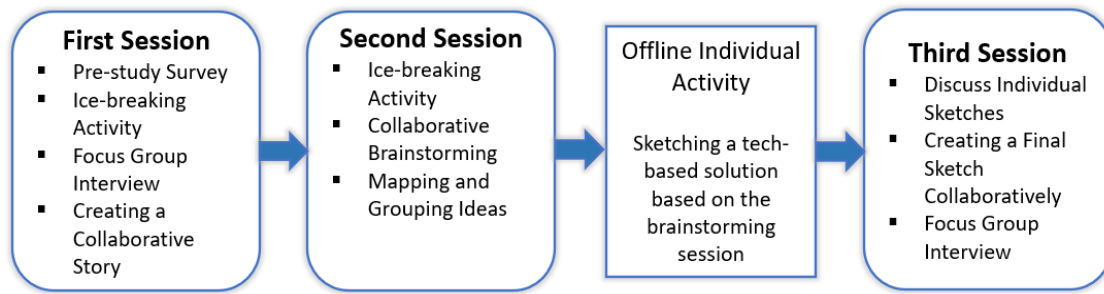 First Session
▪ Pre-study Survey
▪ Ice-breaking
Activity
▪ Focus Group
Interview
▪ Creating a
Collaborative
Story
Second Session
▪ Ice-breaking
Activity
▪ Collaborative
Brainstorming
▪ Mapping and
Grouping Ideas
Offline Individual
Activity
Sketching a tech-
based solution
based on the
brainstorming
session
Third Session
▪ Discuss Individual
Sketches
▪ Creating a Final
Sketch
Collaboratively
▪ Focus Group
Interview